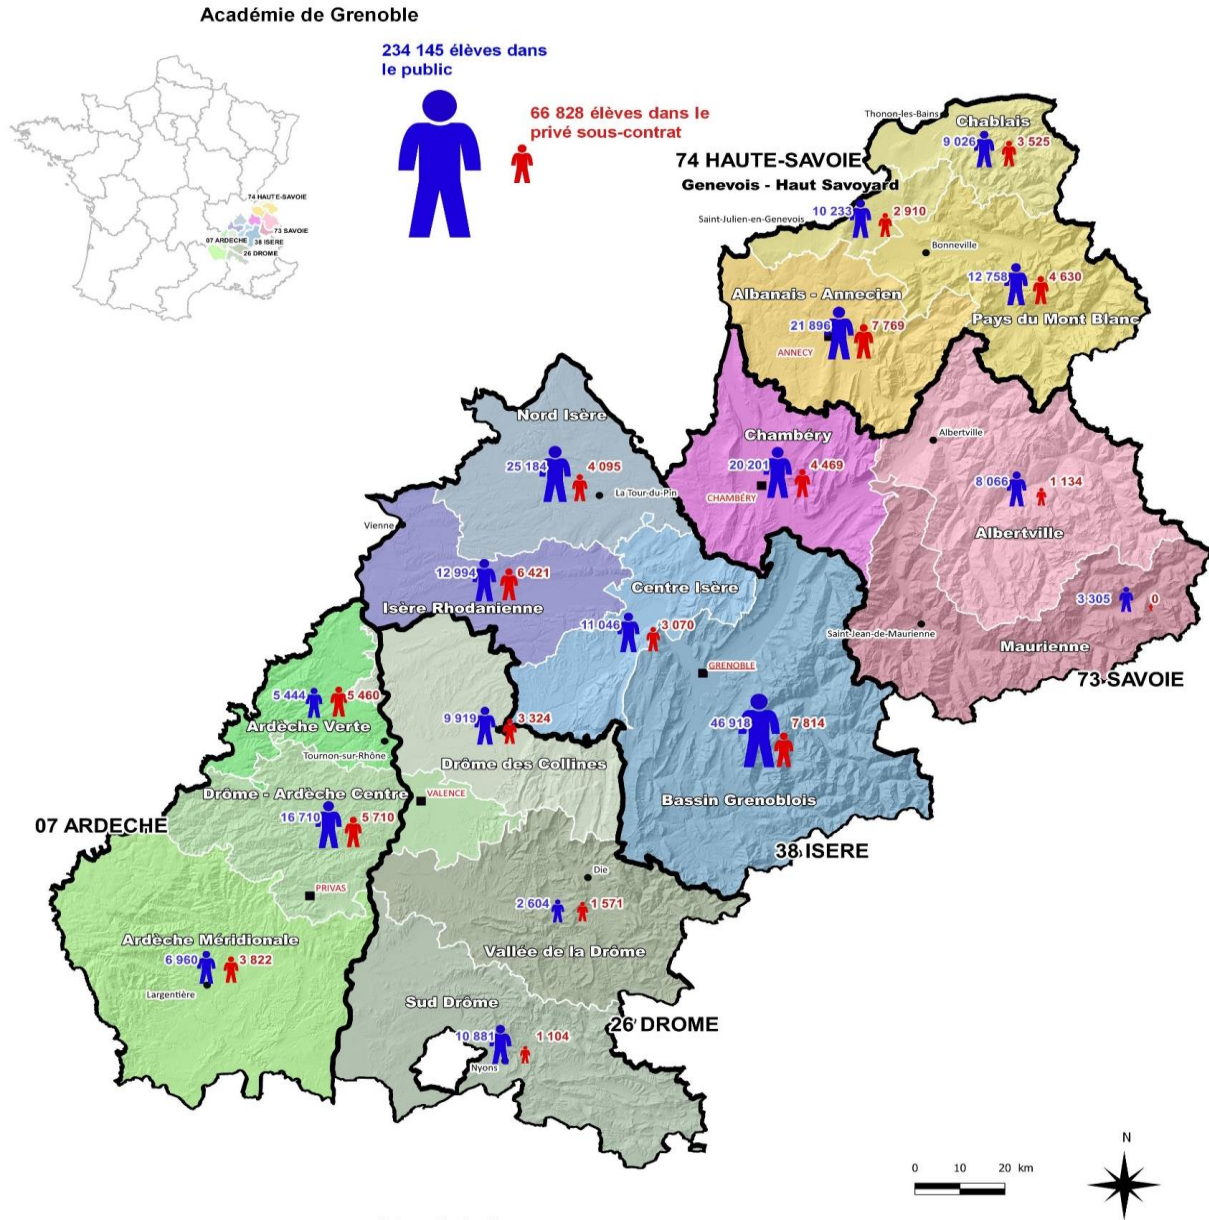 Académie de Grenoble
234 145 élèves dans
le public
66 828 élèves dans le
privé sous-contrat
74 HAUTE-SAVOIE
73 SAVOIE
07 ARDECHE
38 ISERE
26 DROME
Thonon-les-Bains
Chablais
9 026
3 525
74 HAUTE-SAVOIE
Genevois - Haut Savoyard
10 233
2 910
Saint-Julien-en-Genevois
Bonneville
12 758
4 630
Pays du Mont Blanc
Albanais - Annecien
21 896
7 769
ANNECY
Nord Isère
25 184
4 095
La Tour-du-Pin
Chambéry
20 201
4 469
CHAMBÉRY
Albertville
8 066
1 134
Albertville
Vienne
12 994
6 421
Isère Rhodanienne
Centre Isère
11 046
3 070
3 305
0
Saint-Jean-de-Maurienne
Maurienne
73 SAVOIE
GRENOBLE
46 918
7 814
Bassin Grenoblois
38 ISERE
5 444
5 460
Ardèche Verte
Tournon-sur-Rhône
9 919
3 324
Drôme des Collines
Drôme - Ardèche Centre
VALENCE
16 710
5 710
07 ARDECHE
PRIVAS
Die
2 604
1 571
Vallée de la Drôme
Ardèche Méridionale
6 960
3 822
Largentière
Sud Drôme
26 DROME
10 881
1 104
Nyons
0 10 20 km
N